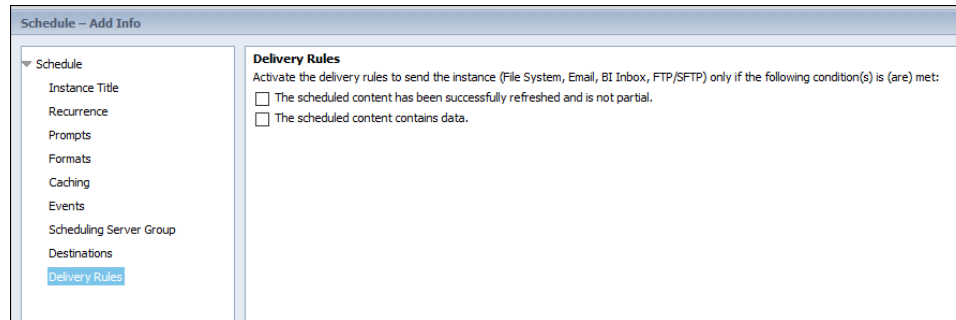 Schedule – Add Info
Schedule
Instance Title
Recurrence
Prompts
Formats
Caching
Events
Scheduling Server Group
Destinations
Delivery Rules
Delivery Rules
Activate the delivery rules to send the instance (File System, Email, BI Inbox, FTP/SFTP) only if the following condition(s) is (are) met:
The scheduled content has been successfully refreshed and is not partial.
The scheduled content contains data.